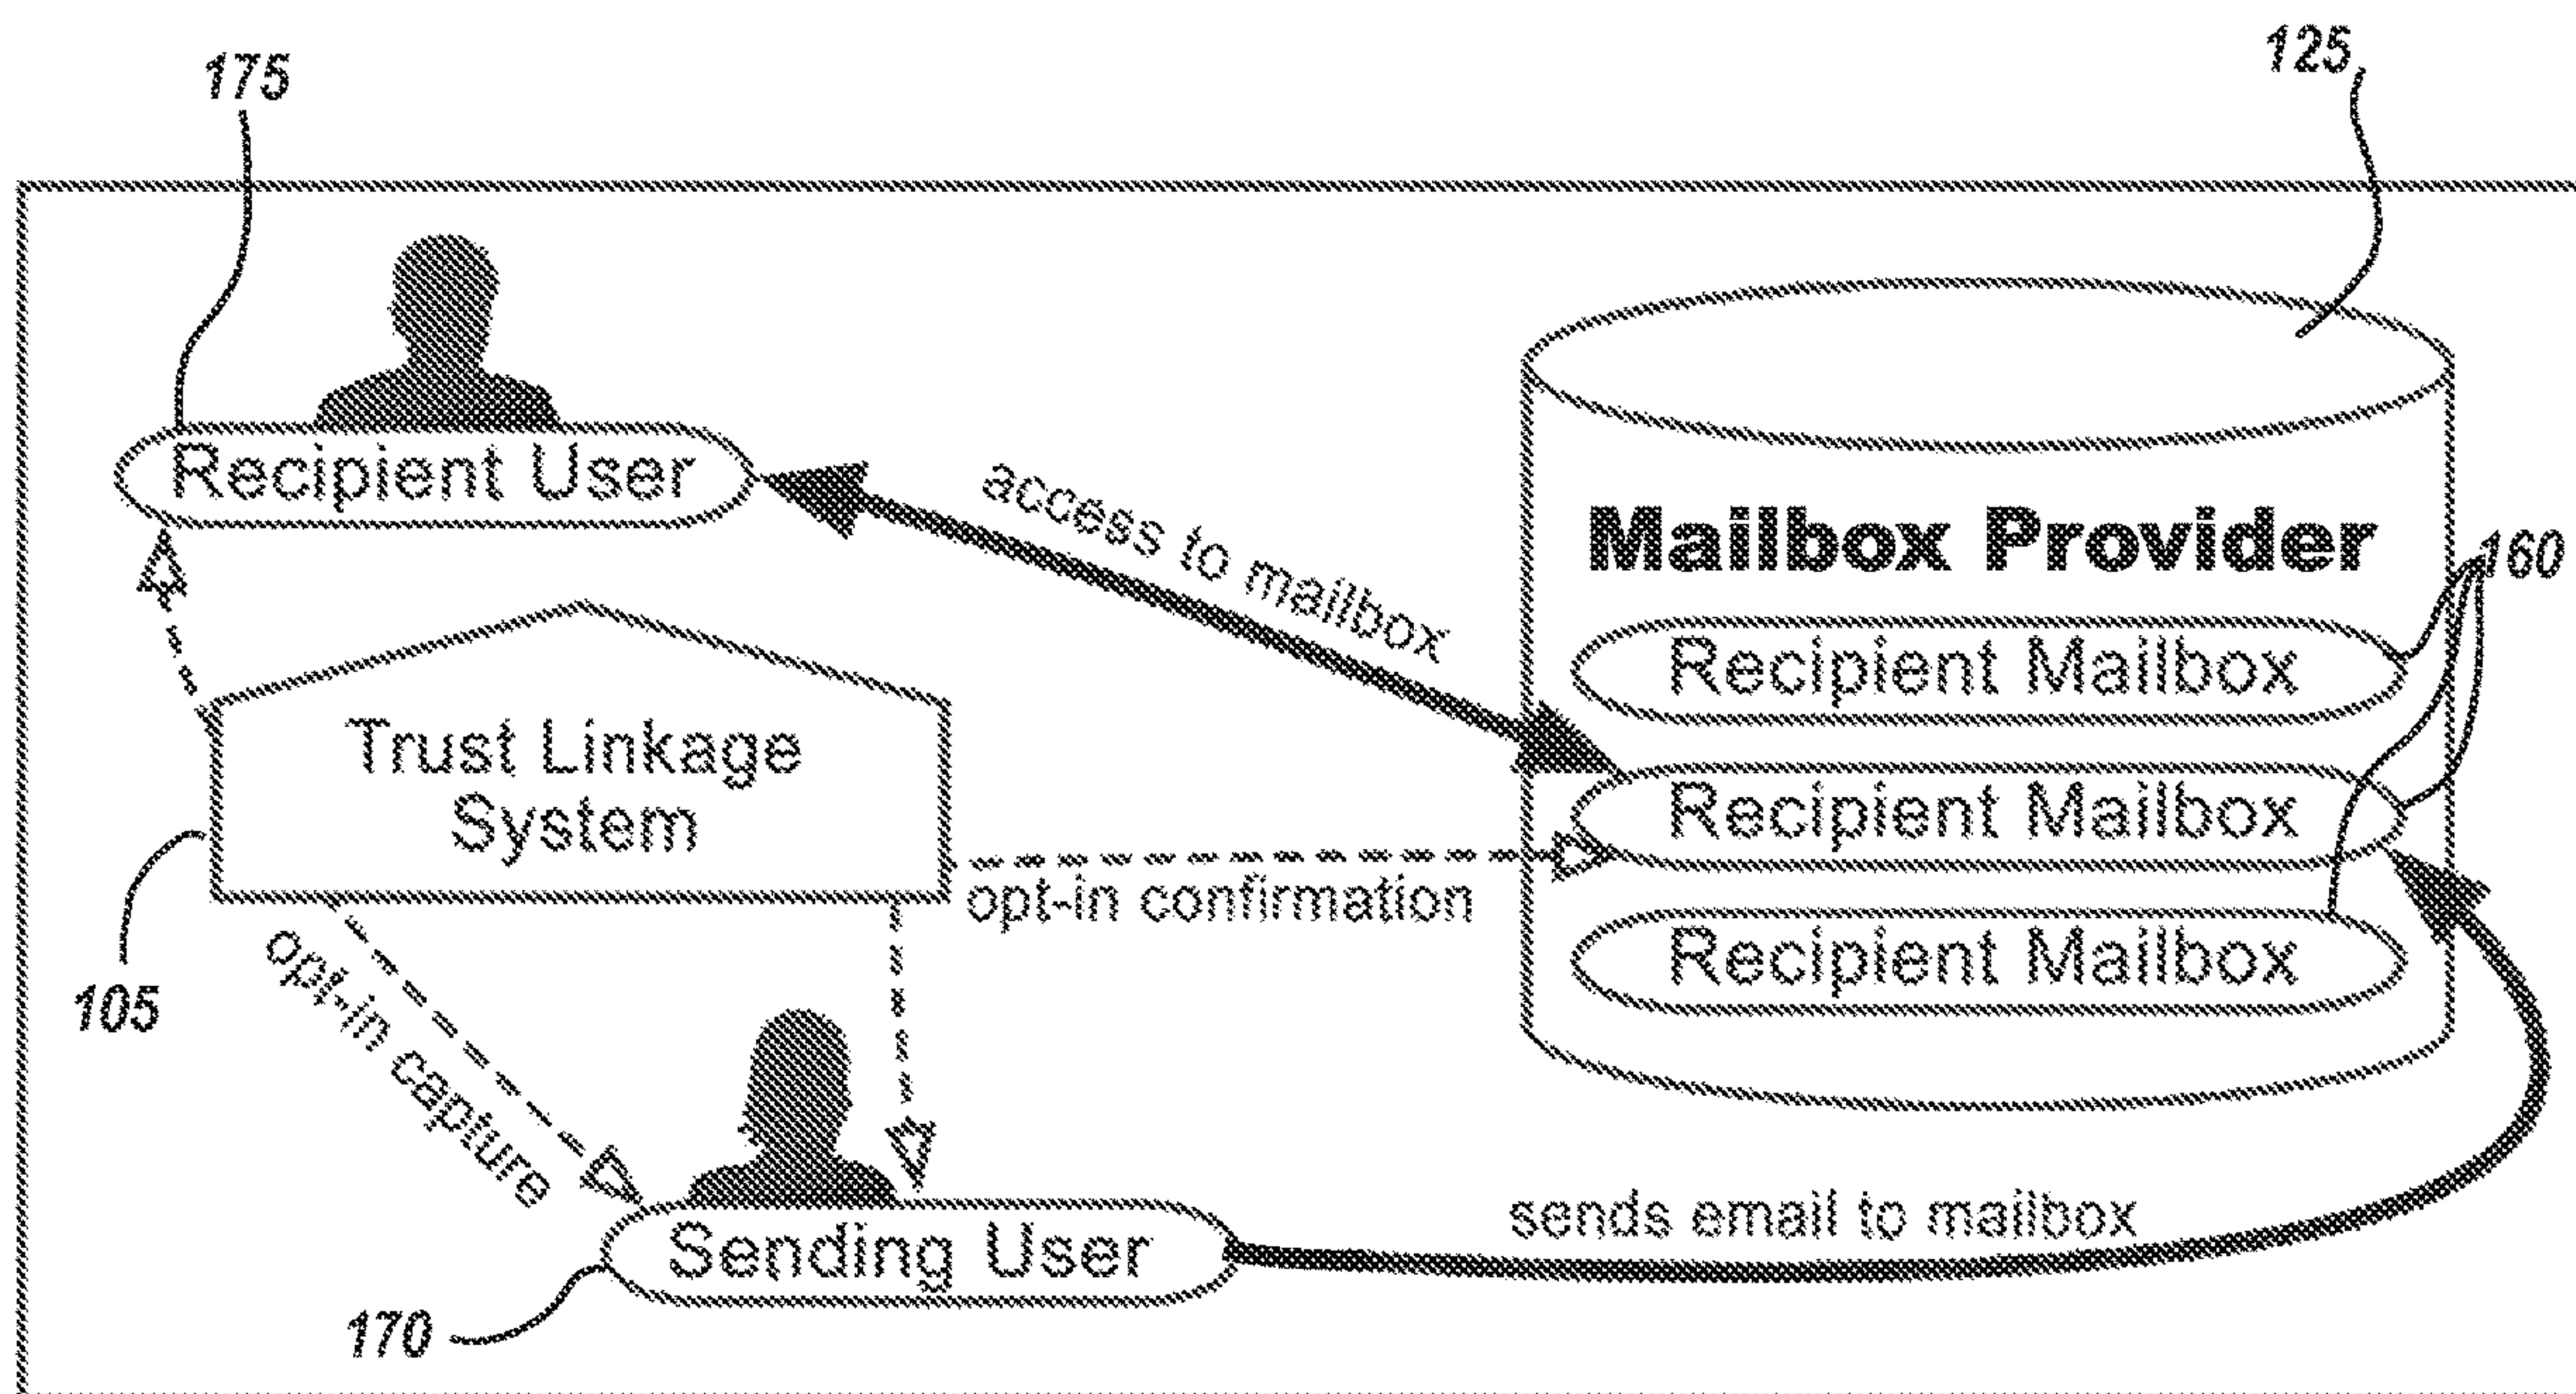 125
175
Recipient User
access to mailbox
Mailbox Provider
160
Recipient Mailbox
Trust Linkage
System
Recipient Mailbox
opt-in confirmation
Recipient Mailbox
105
opt-in capture
sends email to mailbox
Sending User
170